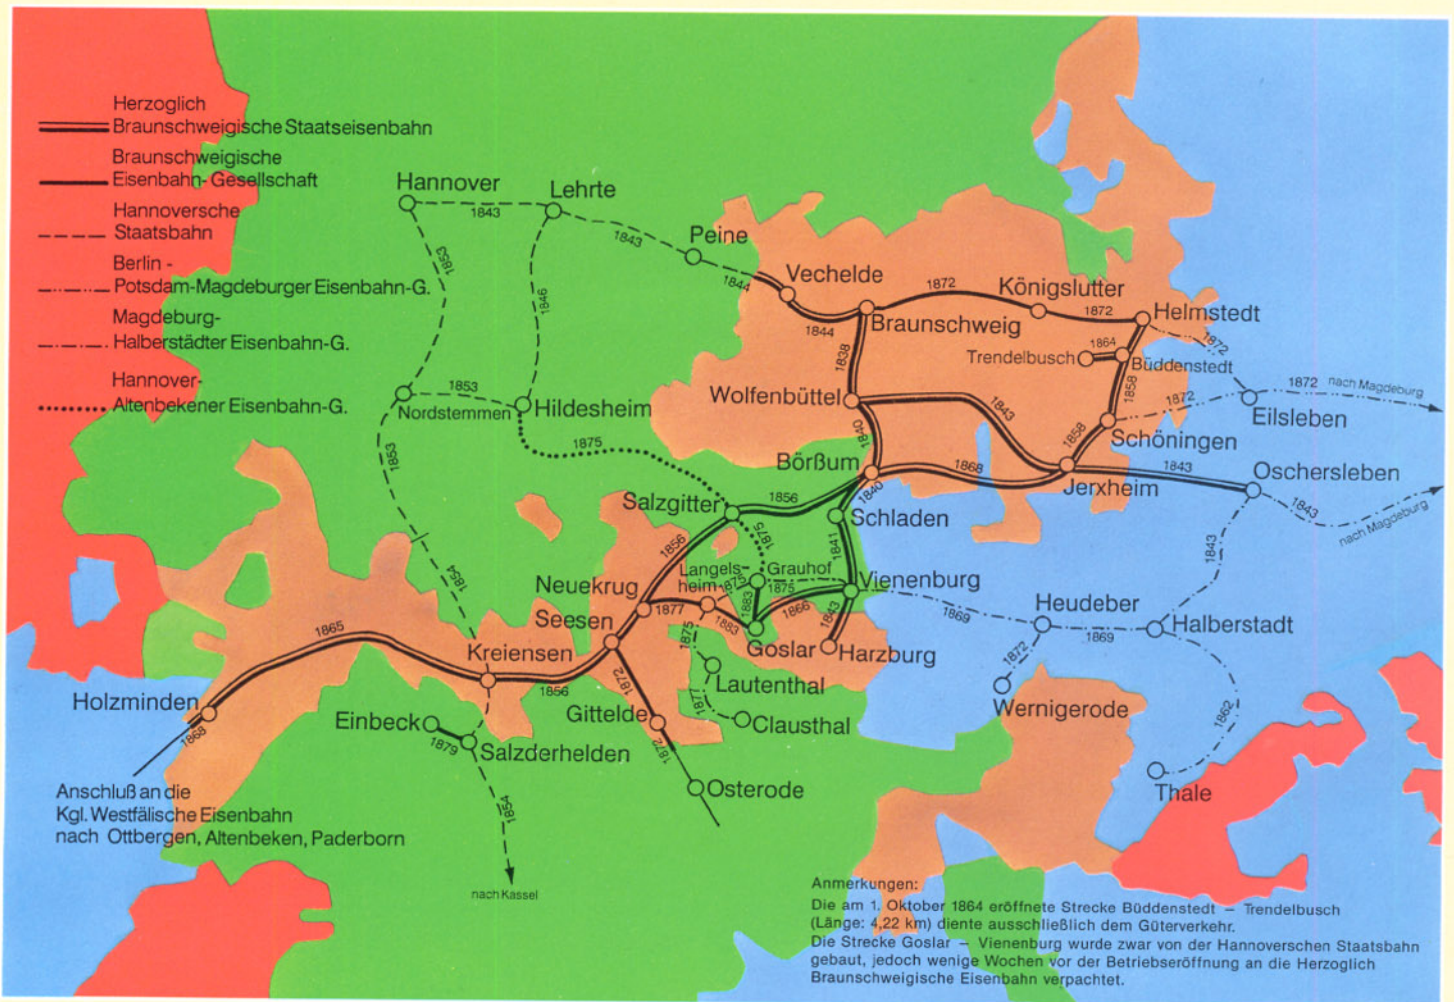 Herzoglich
Braunschweigische Staatseisenbahn
Braunschweigische
Eisenbahn-Gesellschaft
Hannoversche
Staatsbahn
Berlin -
Potsdam-Magdeburger Eisenbahn-G.
Magdeburg-
Halberstädter Eisenbahn-G.
Hannover-
Altenbekener Eisenbahn-G.
Hannover
Lehrte
1843
1843
Peine
1853
1846
1844
Vechelde
1844
1872
Königslutter
1872
Helmstedt
Braunschweig
1838
Trendelbusch
1864
Büddenstedt
1872
1858
1872
nach Magdeburg
Eilsleben
1872
Nordstemmen
1853
Hildesheim
Wolfenbüttel
1843
1840
1858
Schöningen
1853
1875
Börßum
1868
Jerxheim
1843
Oschersleben
1843
nach Magdeburg
Salzgitter
1856
1840
Schladen
1841
1843
1856
1875
1854
Neukrug
Langels-
heim
1875
Grauhof
1875
Vienenburg
1877
1883
1883
1866
1843
1869
Heudeber
1869
Halberstadt
1865
Seesen
Kreiensen
1856
1872
1875
Goslar
Harzburg
1872
Wernigerode
1862
Thale
Lautenthal
1877
Clausthal
Holzminden
1868
Einbeck
1879
Salzderhelden
1854
Gittelde
1872
Osterode
nach Kassel
Anschluß an die
Kgl. Westfälische Eisenbahn
nach Ottbergen, Altenbeken, Paderborn
Anmerkungen:
Die am 1. Oktober 1864 eröffnete Strecke Büddenstedt – Trendelbusch
(Länge: 4,22 km) diente ausschließlich dem Güterverkehr.
Die Strecke Goslar – Vienenburg wurde zwar von der Hannoverschen Staatsbahn
gebaut, jedoch wenige Wochen vor der Betriebseröffnung an die Herzoglich
Braunschweigische Eisenbahn verpachtet.